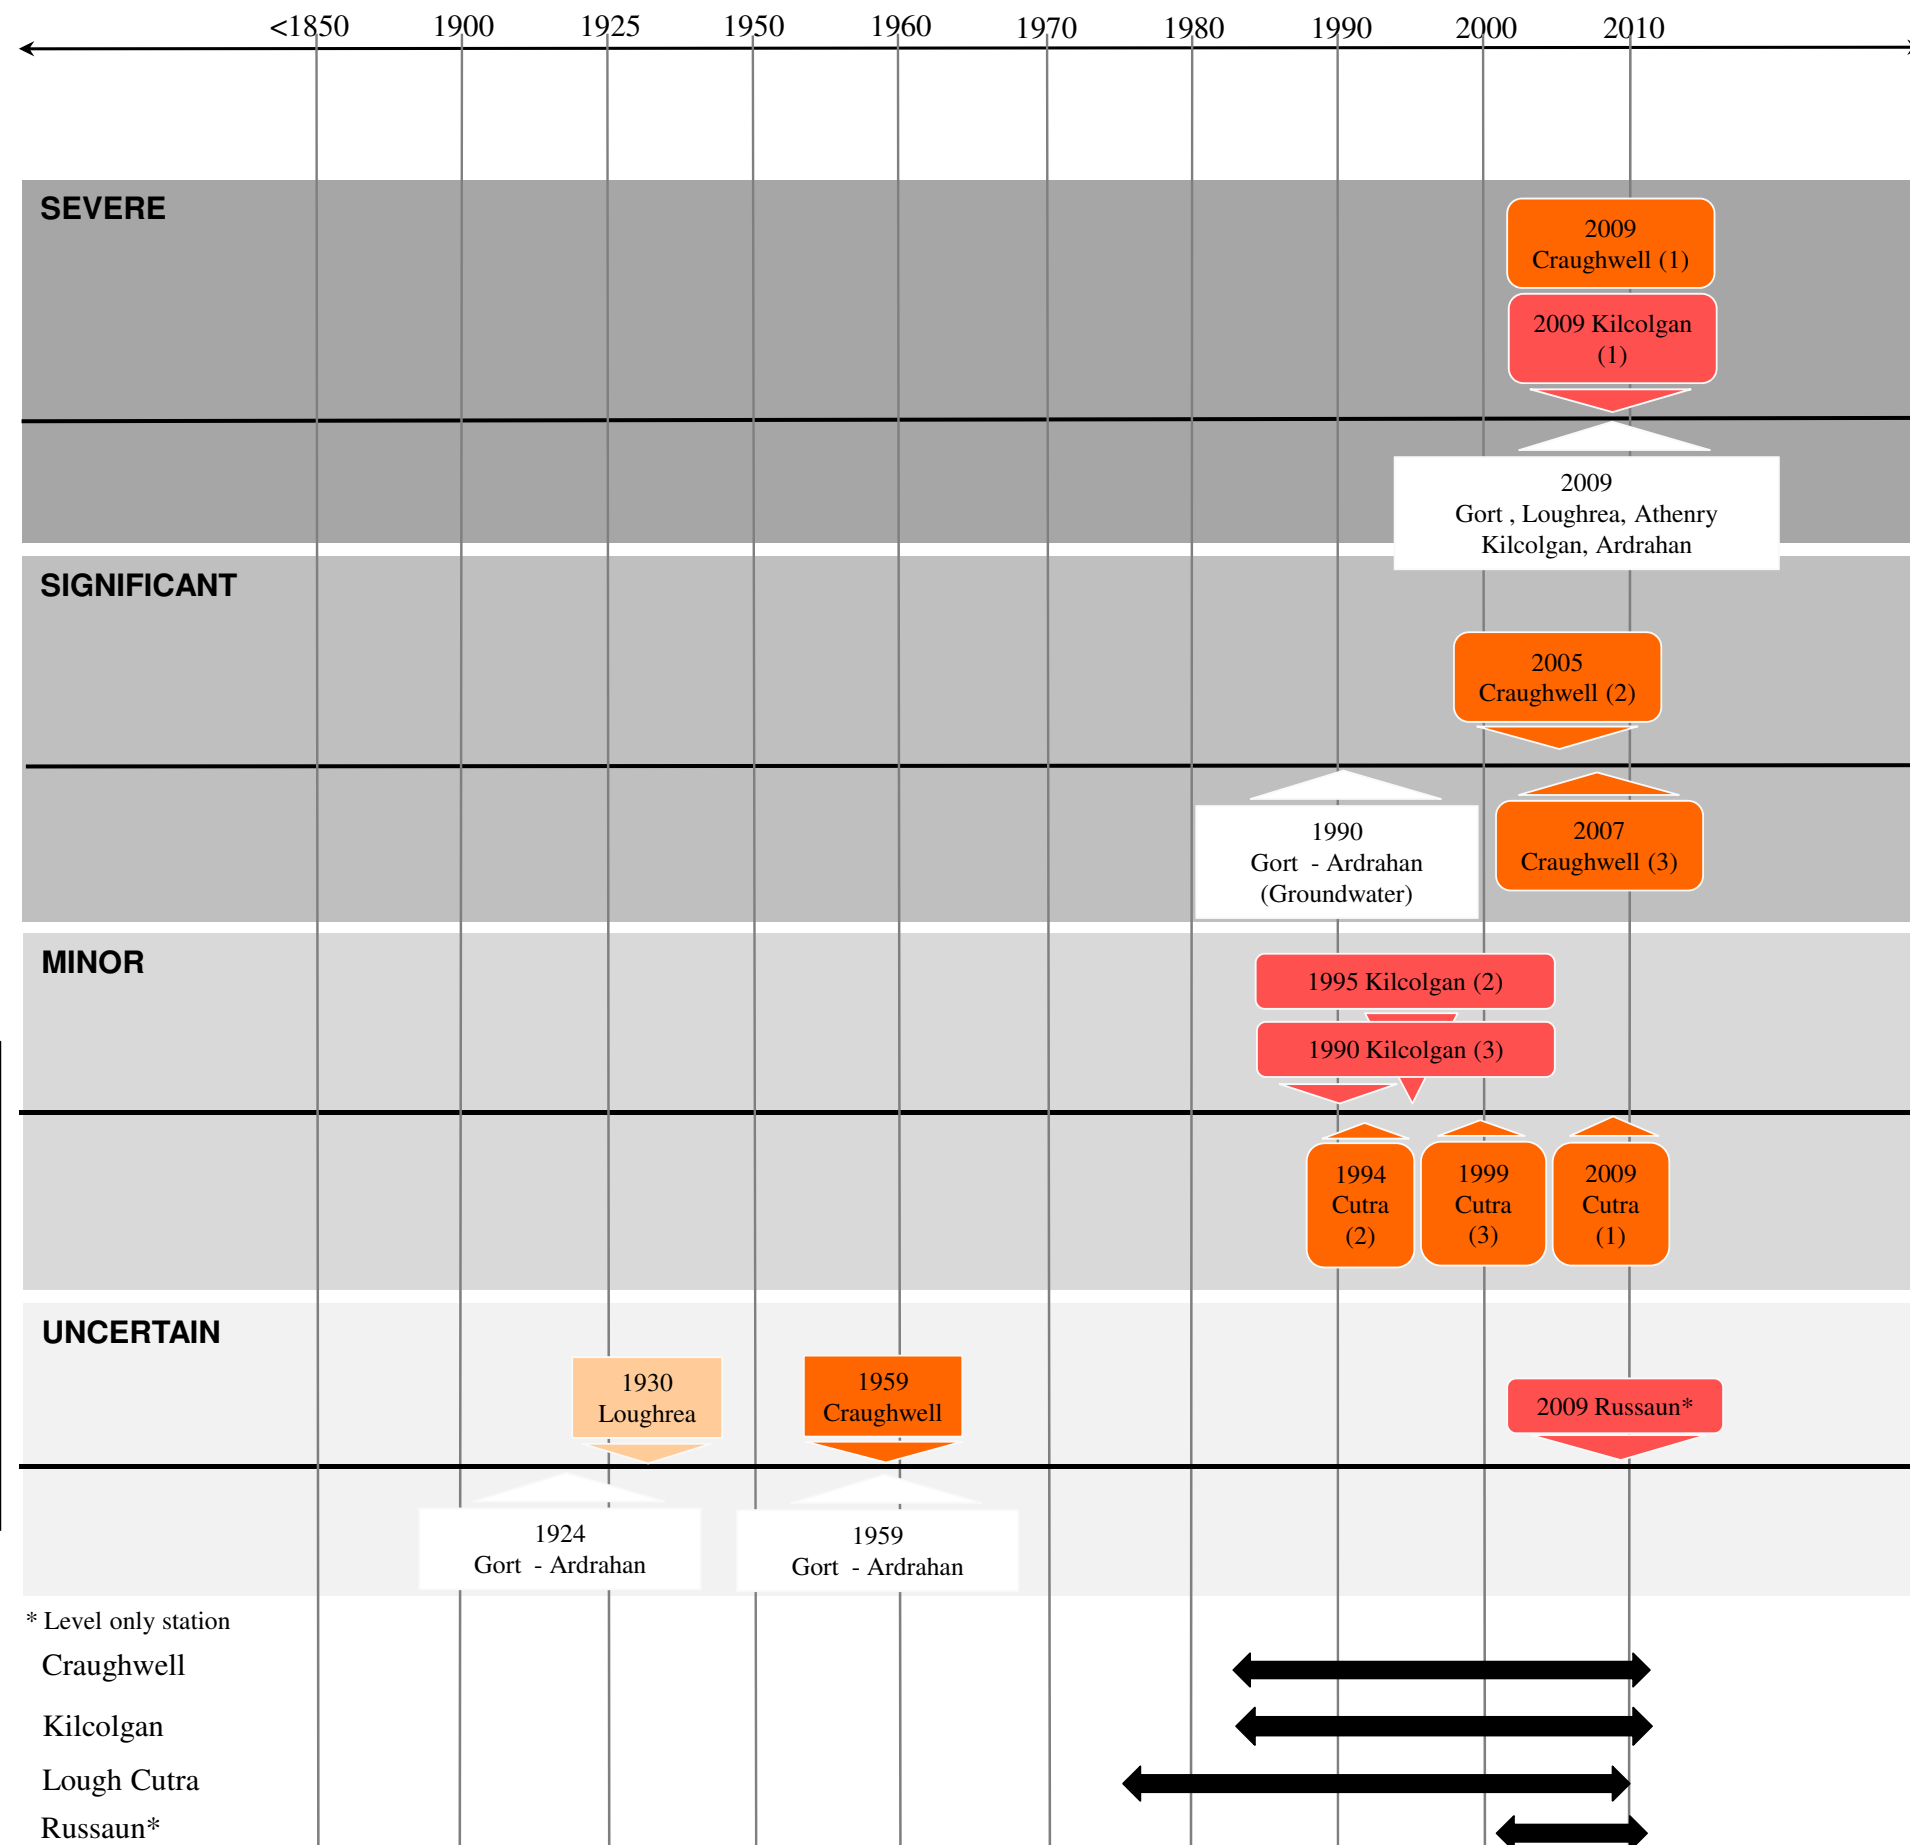 <1850 1900 1925 1950 1960 1970 1980 1990 2000 2010
SEVERE
2009
Craughwell (1)
2009 Kilcolgan
(1)
2009
Gort , Loughrea, Athenry
Kilcolgan, Ardrahan
SIGNIFICANT
2005
Craughwell (2)
1990
Gort - Ardrahan
(Groundwater)
2007
Craughwell (3)
MINOR
1995 Kilcolgan (2)
1990 Kilcolgan (3)
1994
Cutra
(2)
1999
Cutra
(3)
2009
Cutra
(1)
UNCERTAIN
1930
Loughrea
1959
Craughwell
2009 Russaun*
1924
Gort - Ardrahan
1959
Gort - Ardrahan
* Level only station
Craughwell
Kilcolgan
Lough Cutra
Russaun*